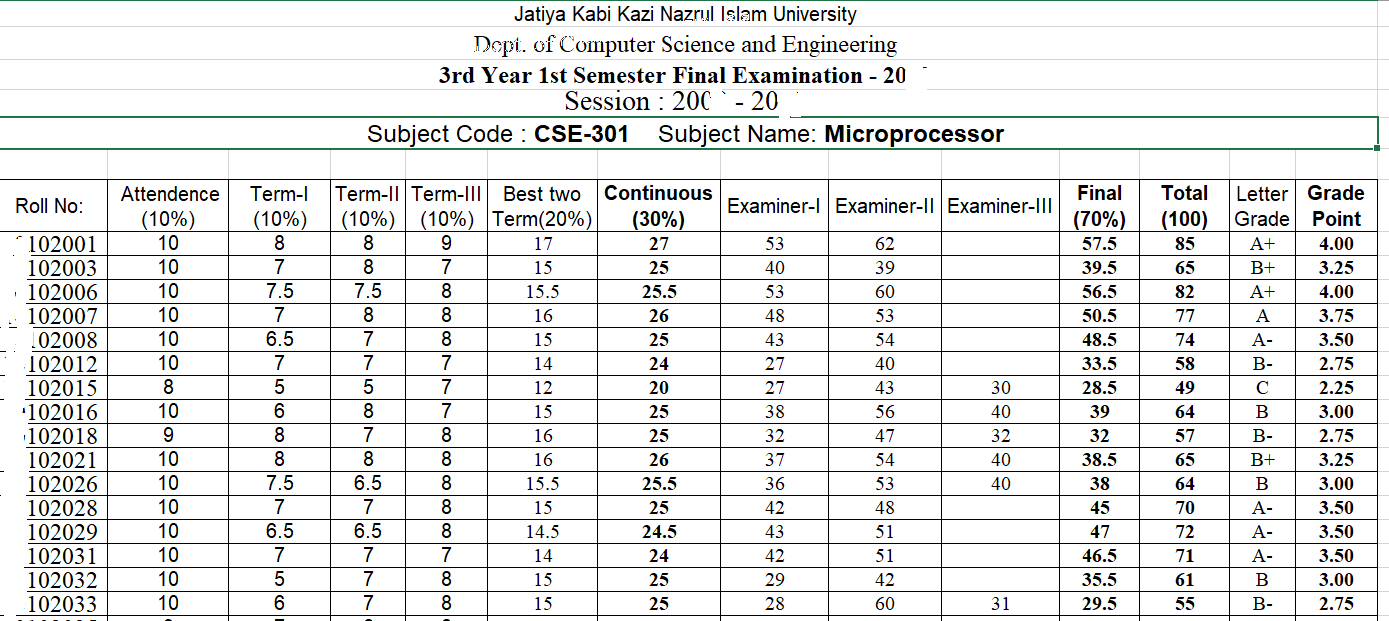 Jatiya Kabi Kazi Nazrul Islam University
Dept. of Computer Science and Engineering
3rd Year 1st Semester Final Examination - 20
Session : 200 - 20
Subject Code : CSE-301 Subject Name: Microprocessor
Roll No: Attendence (10%) Term-I (10%) Term-II (10%) Term-III (10%) Best two Term(20%) Continuous (30%) Examiner-I Examiner-II Examiner-III Final (70%) Total (100) Letter Grade Grade Point
102001 10 8 8 9 17 27 53 62 57.5 85 A+ 4.00
102003 10 7 8 7 15 25 40 39 39.5 65 B+ 3.25
102006 10 7.5 7.5 8 15.5 25.5 53 60 56.5 82 A+ 4.00
102007 10 7 8 8 16 26 48 53 50.5 77 A 3.75
102008 10 6.5 7 8 15 25 43 54 48.5 74 A- 3.50
102012 10 7 7 7 14 24 27 40 33.5 58 B- 2.75
102015 8 5 5 7 12 20 27 43 30 28.5 49 C 2.25
102016 10 6 8 7 15 25 38 56 40 39 64 B 3.00
102018 9 8 7 8 16 25 32 47 32 32 57 B- 2.75
102021 10 8 8 8 16 26 37 54 40 38.5 65 B+ 3.25
102026 10 7.5 6.5 8 15.5 25.5 36 53 40 38 64 B 3.00
102028 10 7 7 8 15 25 42 48 45 70 A- 3.50
102029 10 6.5 6.5 8 14.5 24.5 43 51 47 72 A- 3.50
102031 10 7 7 7 14 24 42 51 46.5 71 A- 3.50
102032 10 5 7 8 15 25 29 42 35.5 61 B 3.00
102033 10 6 7 8 15 25 28 60 31 29.5 55 B- 2.75